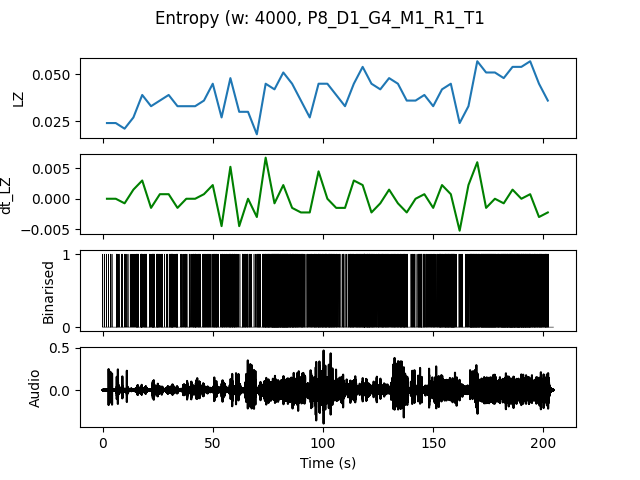 Entropy (w: 4000, P8_D1_G4_M1_R1_T1
LZ
0.050
0.025
dt_LZ
0.005
0.000
−0.005
Binarised
1
0
Audio
0.5
0.0
0 50 100 150 200
Time (s)